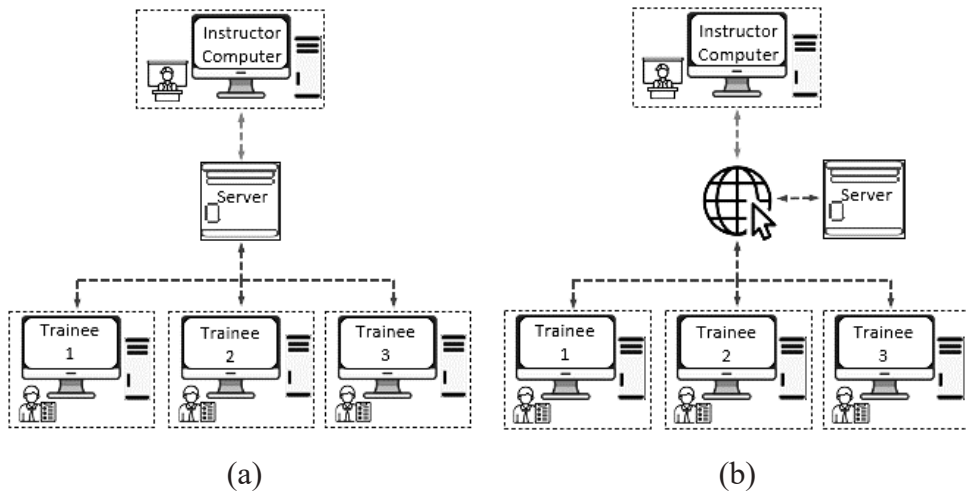 Instructor
Computer
Server
Trainee
1
Trainee
2
Trainee
3
(a)
Instructor
Computer
Server
Trainee
1
Trainee
2
Trainee
3
(b)